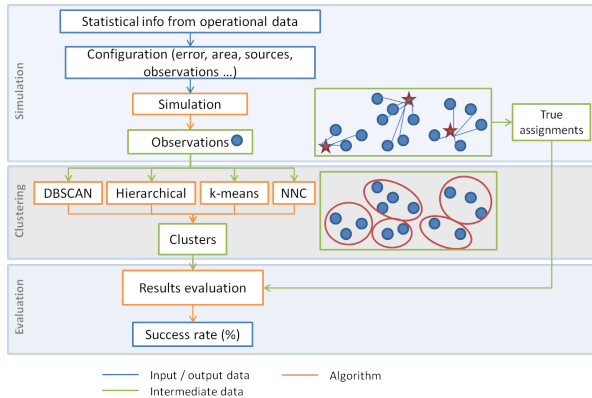 Statistical info from operational data
Configuration (error, area, sources,
observations ...)
Simulation
Simulation
Observations
True
assignments
Clustering
DBSCAN
Hierarchical
k-means
NNC
Clusters
Evaluation
Results evaluation
Success rate (%)
Input / output data
Algorithm
Intermediate data